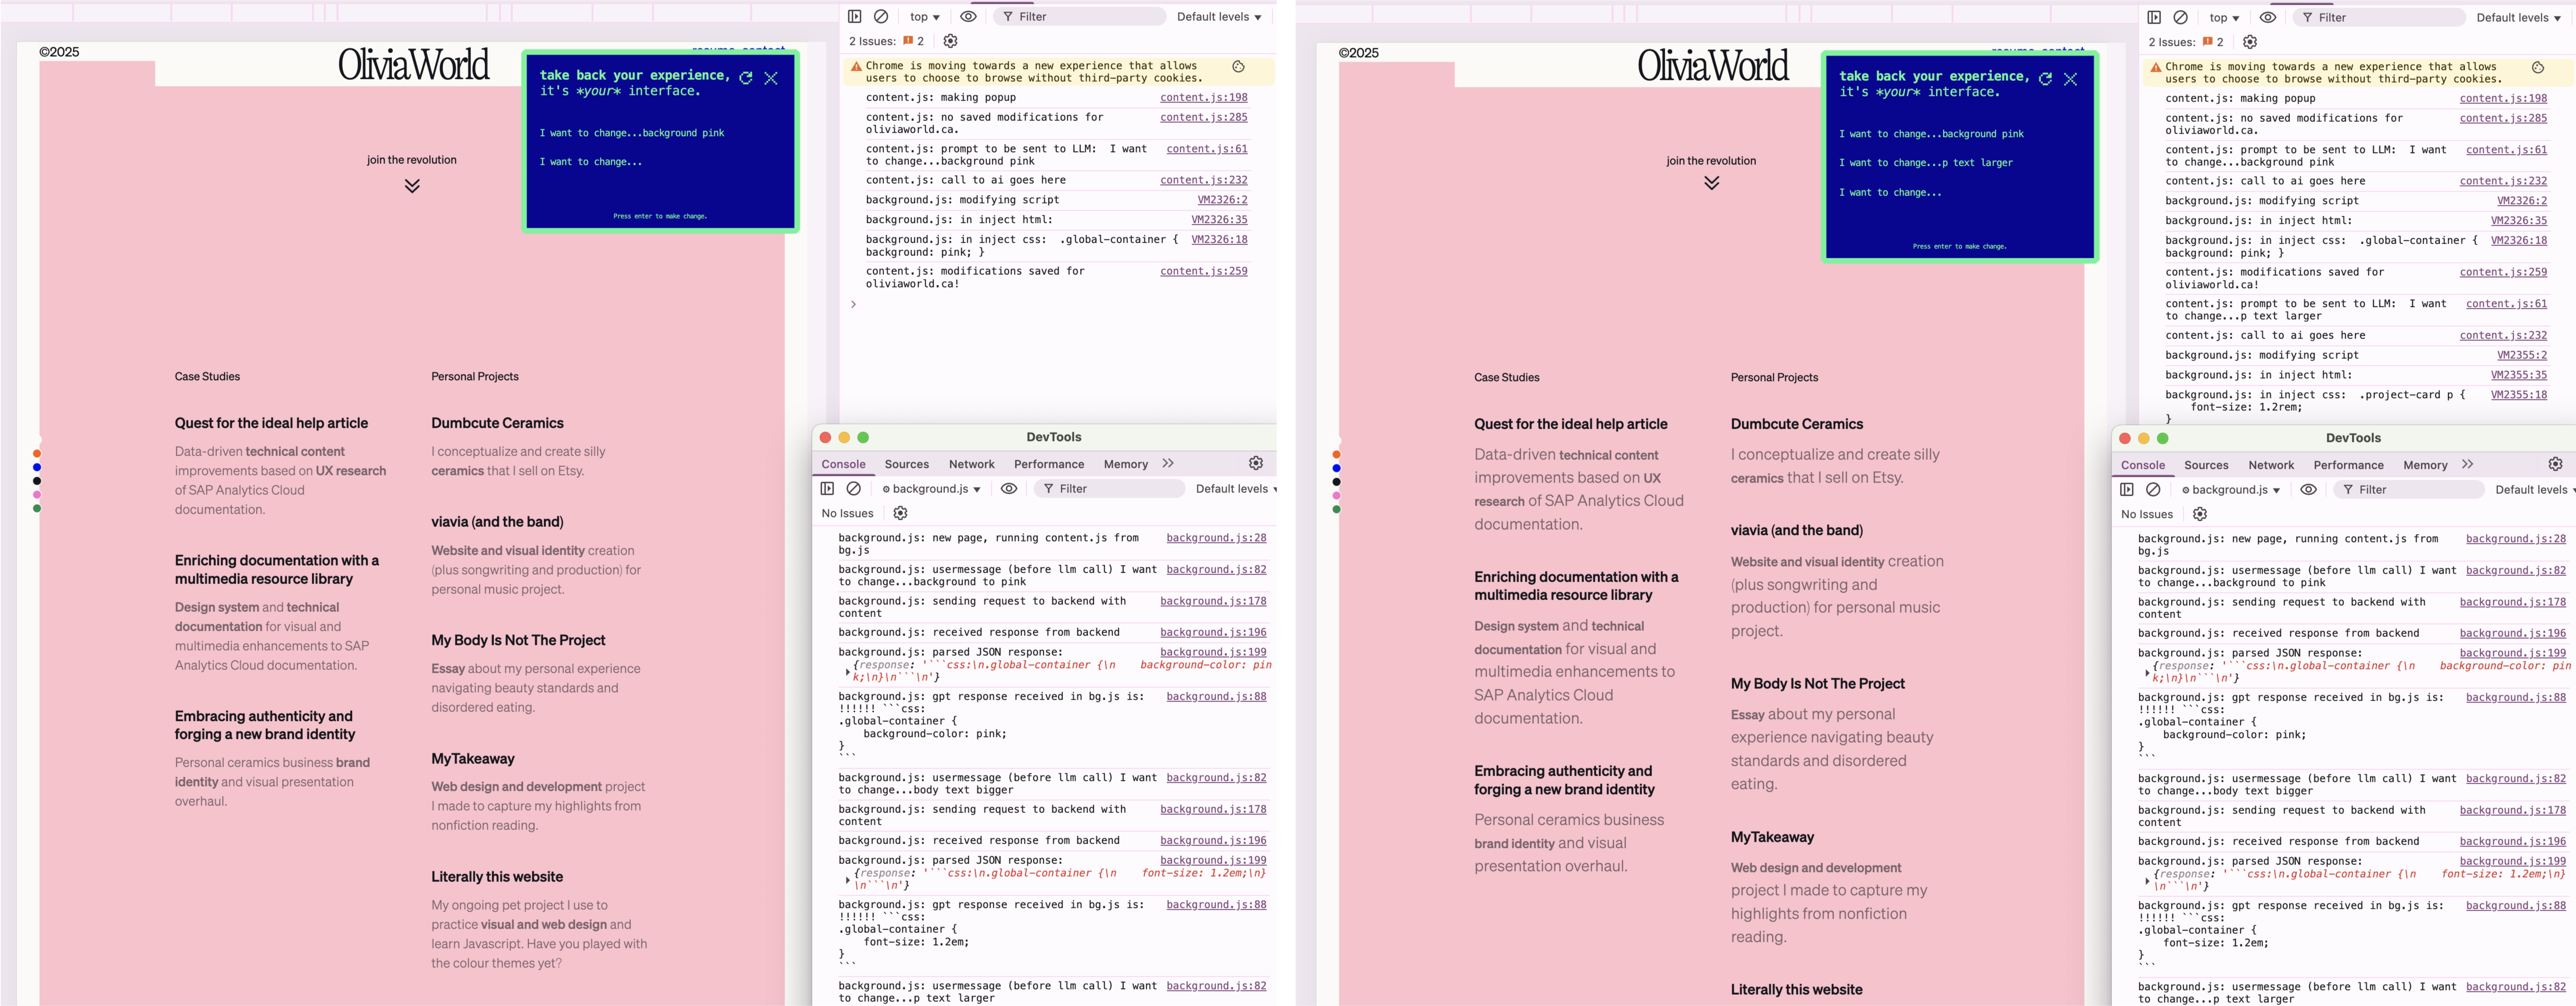 ©2025
OliviaWorld
take back your experience,
it's *your* interface.
I want to change...background pink
I want to change...
Press enter to make change.
join the revolution
Case Studies
Quest for the ideal help article
Data-driven technical content
improvements based on UX research
of SAP Analytics Cloud
documentation.
Enriching documentation with a
multimedia resource library
Design system and technical
documentation for visual and
multimedia enhancements to SAP
Analytics Cloud documentation.
Embracing authenticity and
forging a new brand identity
Personal ceramics business brand
identity and visual presentation
overhaul.
Personal Projects
Dumbcute Ceramics
I conceptualize and create silly
ceramics that I sell on Etsy.
viavia (and the band)
Website and visual identity creation
(plus songwriting and production) for
personal music project.
My Body Is Not The Project
Essay about my personal experience
navigating beauty standards and
disordered eating.
MyTakeaway
Web design and development project
I made to capture my highlights from
nonfiction reading.
Literally this website
My ongoing pet project I use to
practice visual and web design and
learn Javascript. Have you played with
the colour themes yet?
top ▼ Filter Default levels ▼
2 Issues: 2
Chrome is moving towards a new experience that allows
users to choose to browse without third-party cookies.
content.js: making popup content.js:198
content.js: no saved modifications for content.js:285
oliviaworld.ca.
content.js: prompt to be sent to LLM:  I want content.js:61
to change...background pink
content.js: call to ai goes here content.js:232
background.js: modifying script VM2326:2
background.js: in inject html: VM2326:35
background.js: in inject css:  .global-container { VM2326:18
background: pink; }
content.js: modifications saved for content.js:259
oliviaworld.ca!
>
DevTools
Console Sources Network Performance Memory >>
background.js ▼ Filter Default levels
No Issues
background.js: new page, running content.js from background.js:28
bg.js
background.js: usermessage (before llm call) I want background.js:82
to change...background to pink
background.js: sending request to backend with background.js:178
content
background.js: received response from backend background.js:196
background.js: parsed JSON response: background.js:199
{response: '```css:\n.global-container {\n    background-color: pin
k;\n}\n```\n'}
background.js: gpt response received in bg.js is: background.js:88
!!!!!! ```css:
.global-container {
background-color: pink;
}
```
background.js: usermessage (before llm call) I want background.js:82
to change...body text bigger
background.js: sending request to backend with background.js:178
content
background.js: received response from backend background.js:196
background.js: parsed JSON response: background.js:199
{response: '```css:\n.global-container {\n    font-size: 1.2em;\n}
\n```\n'}
background.js: gpt response received in bg.js is: background.js:88
!!!!!! ```css:
.global-container {
font-size: 1.2em;
}
```
background.js: usermessage (before llm call) I want background.js:82
to change...p text larger
©2025
OliviaWorld
take back your experience,
it's *your* interface.
I want to change...background pink
I want to change...p text larger
I want to change...
Press enter to make change.
join the revolution
Case Studies
Quest for the ideal help article
Data-driven technical content
improvements based on UX
research of SAP Analytics Cloud
documentation.
Enriching documentation with a
multimedia resource library
Design system and technical
documentation for visual and
multimedia enhancements to
SAP Analytics Cloud
documentation.
Embracing authenticity and
forging a new brand identity
Personal ceramics business
brand identity and visual
presentation overhaul.
Personal Projects
Dumbcute Ceramics
I conceptualize and create silly
ceramics that I sell on Etsy.
viavia (and the band)
Website and visual identity creation
(plus songwriting and
production) for personal music
project.
My Body Is Not The Project
Essay about my personal
experience navigating beauty
standards and disordered
eating.
MyTakeaway
Web design and development
project I made to capture my
highlights from nonfiction
reading.
Literally this website
top ▼ Filter Default levels ▼
2 Issues: 2
Chrome is moving towards a new experience that allows
users to choose to browse without third-party cookies.
content.js: making popup content.js:198
content.js: no saved modifications for content.js:285
oliviaworld.ca.
content.js: prompt to be sent to LLM:  I want content.js:61
to change...background pink
content.js: call to ai goes here content.js:232
background.js: modifying script VM2326:2
background.js: in inject html: VM2326:35
background.js: in inject css:  .global-container { VM2326:18
background: pink; }
content.js: modifications saved for content.js:259
oliviaworld.ca!
content.js: prompt to be sent to LLM:  I want content.js:61
to change...p text larger
content.js: call to ai goes here content.js:232
background.js: modifying script VM2355:2
background.js: in inject html: VM2355:35
background.js: in inject css:  .project-card p { VM2355:18
font-size: 1.2rem;
}
DevTools
Console Sources Network Performance Memory >>
background.js ▼ Filter Default levels
No Issues
background.js: new page, running content.js from background.js:28
bg.js
background.js: usermessage (before llm call) I want background.js:82
to change...background to pink
background.js: sending request to backend with background.js:178
content
background.js: received response from backend background.js:196
background.js: parsed JSON response: background.js:199
{response: '```css:\n.global-container {\n    background-color: pin
k;\n}\n```\n'}
background.js: gpt response received in bg.js is: background.js:88
!!!!!! ```css:
.global-container {
background-color: pink;
}
```
background.js: usermessage (before llm call) I want background.js:82
to change...body text bigger
background.js: sending request to backend with background.js:178
content
background.js: received response from backend background.js:196
background.js: parsed JSON response: background.js:199
{response: '```css:\n.global-container {\n    font-size: 1.2em;\n}
\n```\n'}
background.js: gpt response received in bg.js is: background.js:88
!!!!!! ```css:
.global-container {
font-size: 1.2em;
}
```
background.js: usermessage (before llm call) I want background.js:82
to change...p text larger